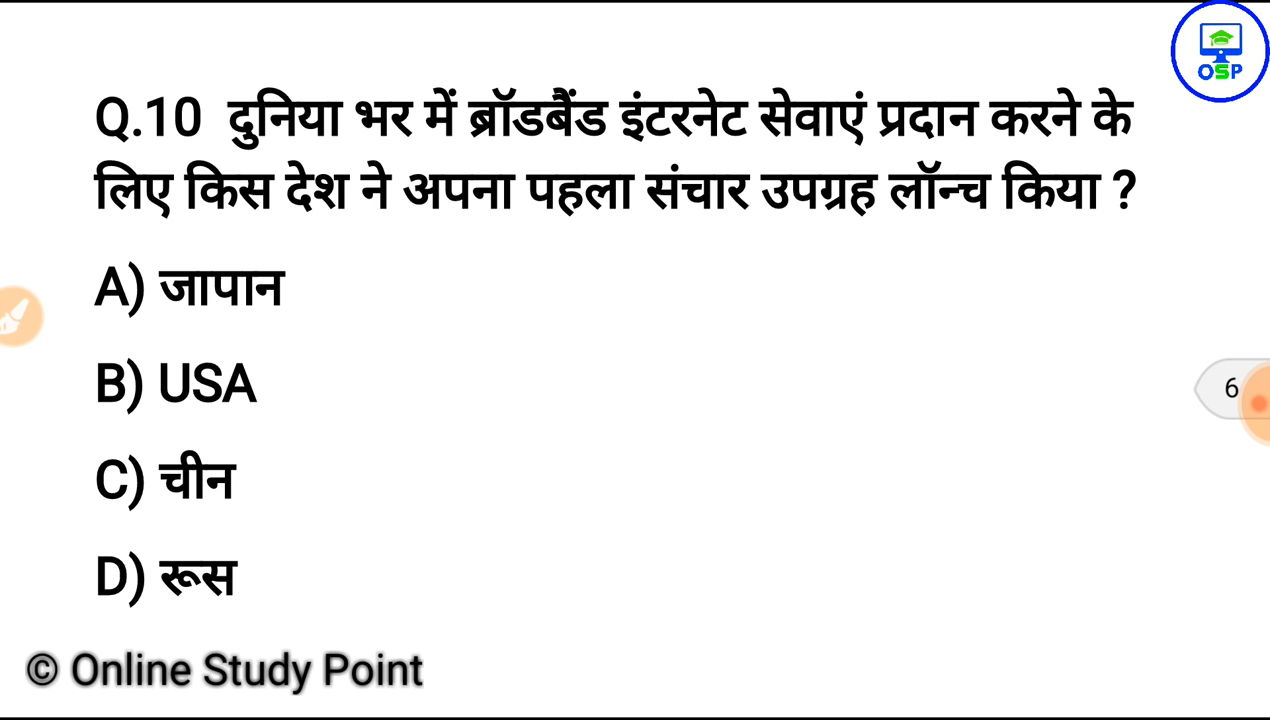 OSP
Q.10 दुनिया भर में ब्रॉडबैंड इंटरनेट सेवाएं प्रदान करने के
लिए किस देश ने अपना पहला संचार उपग्रह लॉन्च किया ?
A) जापान
B) USA
6
C) चीन
D) रूस
© Online Study Point